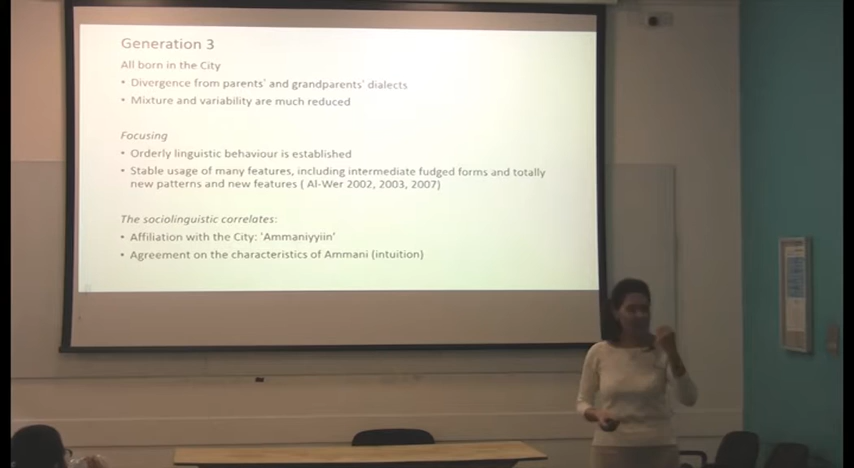 Generation 3
All born in the City
• Divergence from parents' and grandparents' dialects
• Mixture and variability are much reduced
Focusing
• Orderly linguistic behaviour is established
• Stable usage of many features, including intermediate fudged forms and totally
new patterns and new features ( Al-Wer 2002, 2003, 2007)
The sociolinguistic correlates:
• Affiliation with the City: 'Ammaniyyiin'
• Agreement on the characteristics of Ammani (intuition)